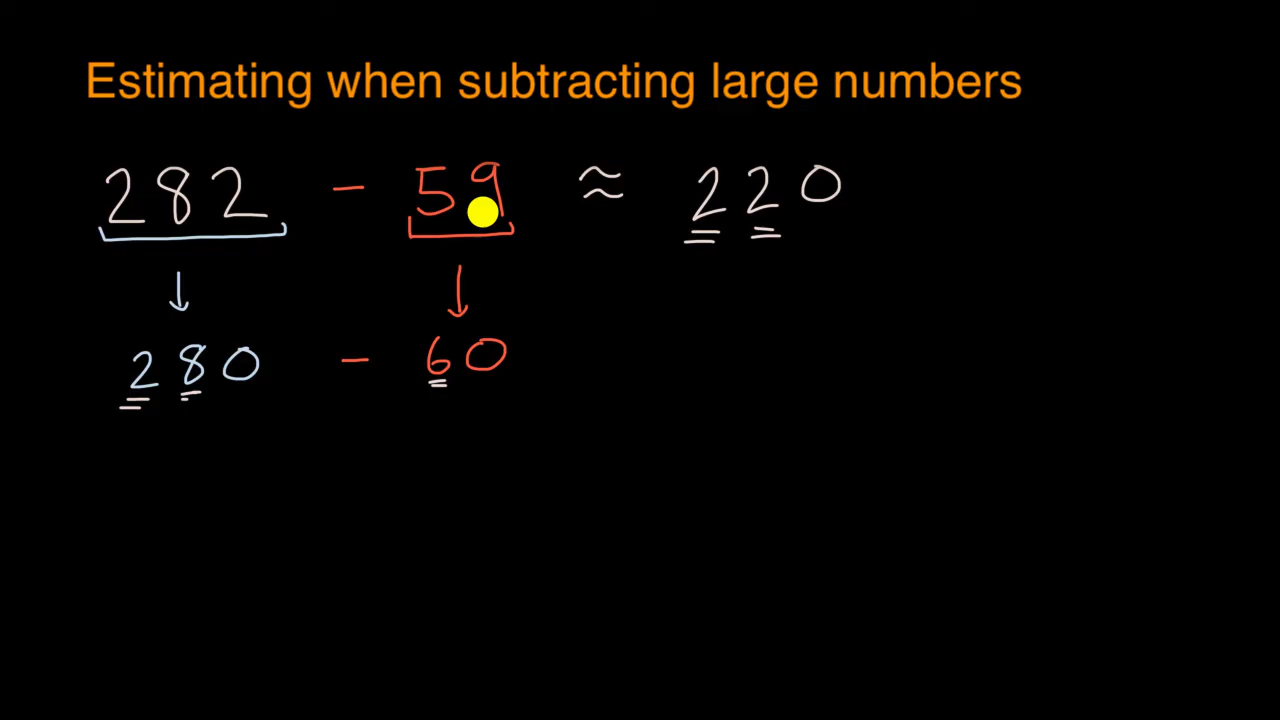 Estimating when subtracting large numbers
282 - 59 ≈ 220
280 - 60